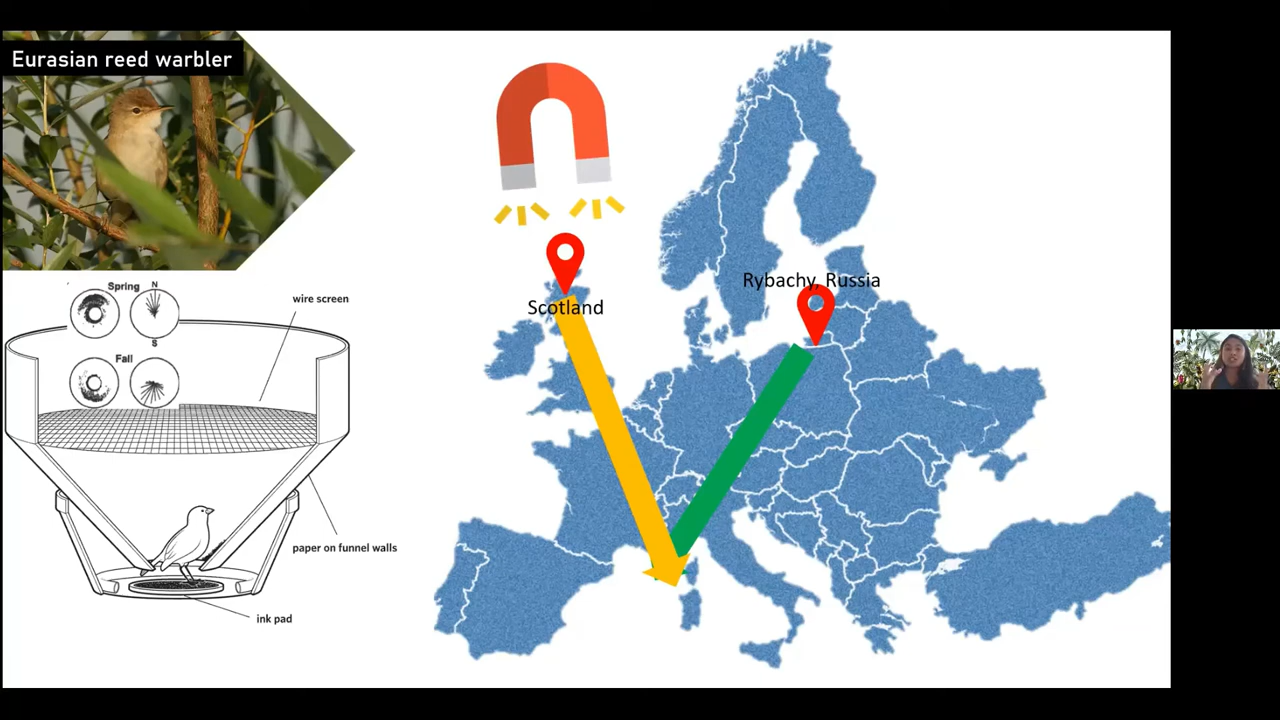 Eurasian reed warbler
Spring
N
wire screen
S
Fall
paper on funnel walls
ink pad
Rybachy, Russia
Scotland